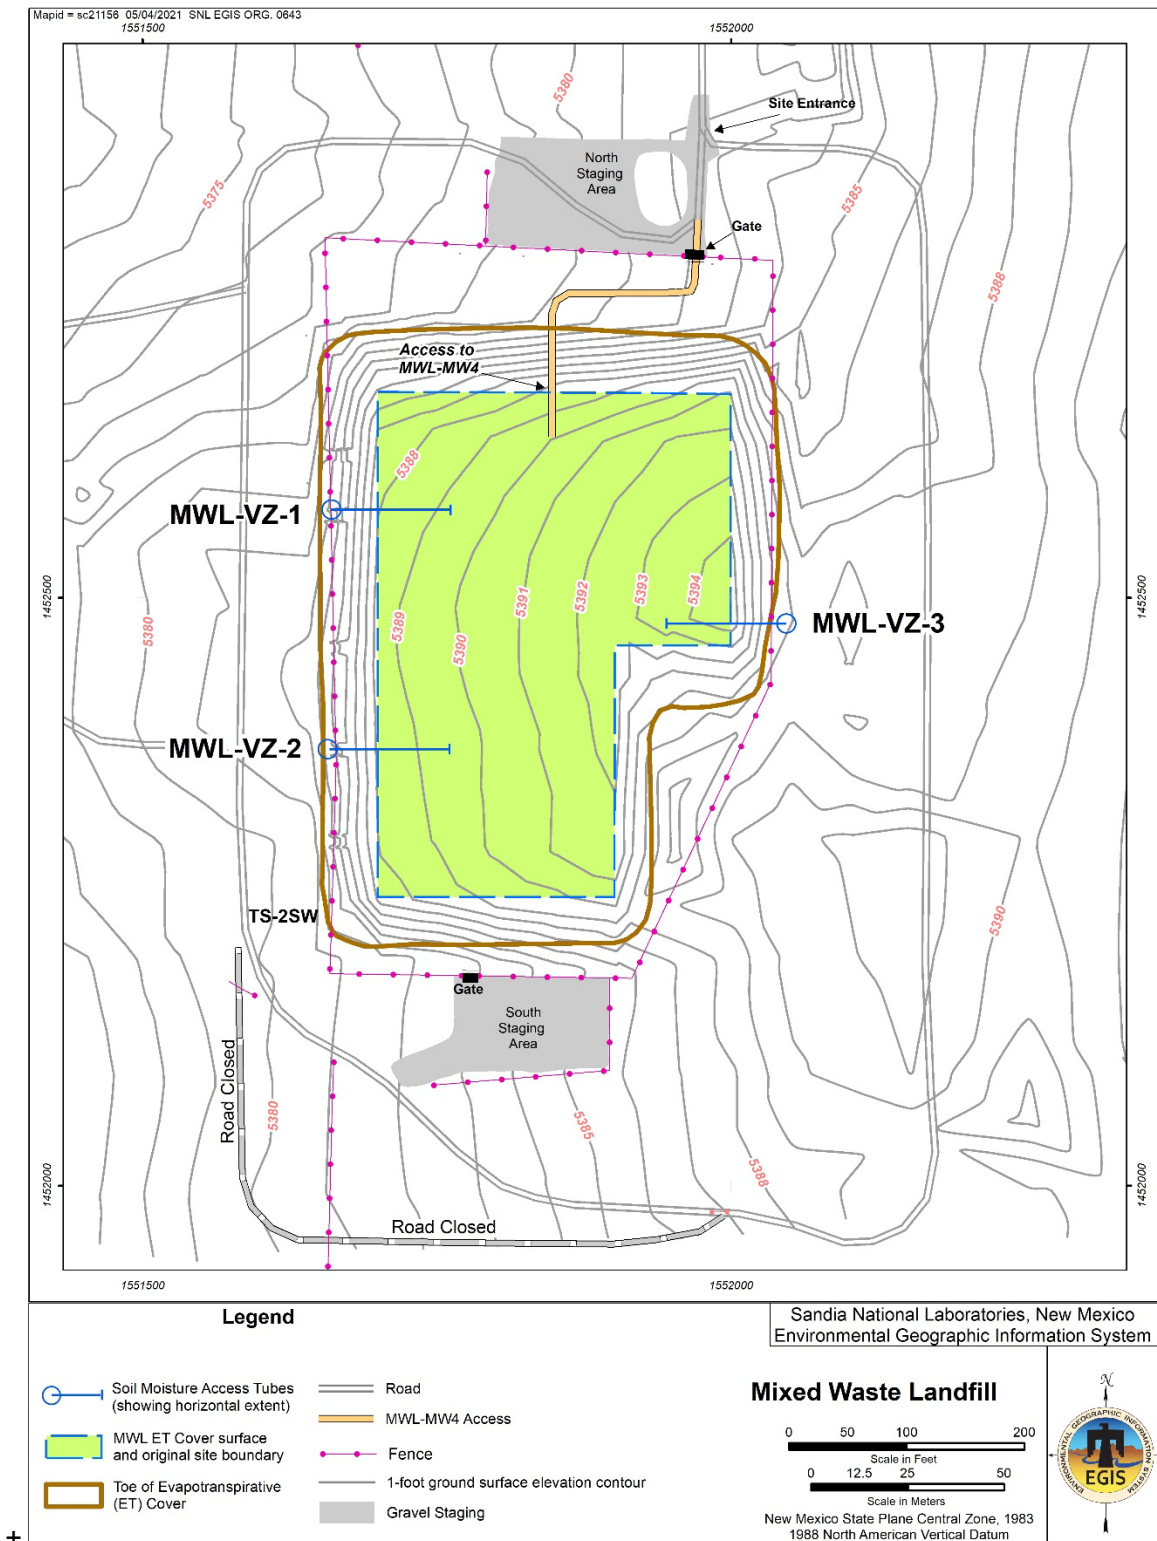 Mapid = sc21156 05/04/2021 SNL EGIS ORG. 0643
1551500
1552000
5380
Site Entrance
North
Staging
Area
5375
5385
Gate
5388
Access to
MWL-MW4
5388
MWL-VZ-1
1452500
1452500
5380
5389
5390
5391
5392
5393
5394
MWL-VZ-3
MWL-VZ-2
TS-2SW
5390
Gate
South
Staging
Area
Road Closed
5380
5385
5388
1452000
1452000
Road Closed
1551500
1552000
Legend
Soil Moisture Access Tubes
(showing horizontal extent)
MWL ET Cover surface
and original site boundary
Toe of Evapotranspirative
(ET) Cover
Road
MWL-MW4 Access
Fence
1-foot ground surface elevation contour
Gravel Staging
Sandia National Laboratories, New Mexico
Environmental Geographic Information System
Mixed Waste Landfill
0 50 100 200
Scale in Feet
0 12.5 25 50
Scale in Meters
New Mexico State Plane Central Zone, 1983
1988 North American Vertical Datum
N
ENVIRONMENTAL GEOGRAPHIC INFORMATION SYSTEM
EGIS